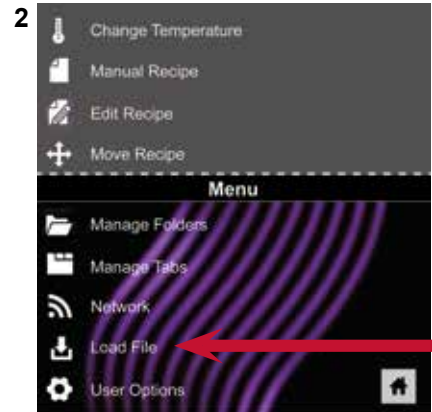 2
Change Temperature
Manual Recipe
Edit Recipe
Move Recipe
Menu
Manage Folders
Manage Tabs
Network
Load File
User Options